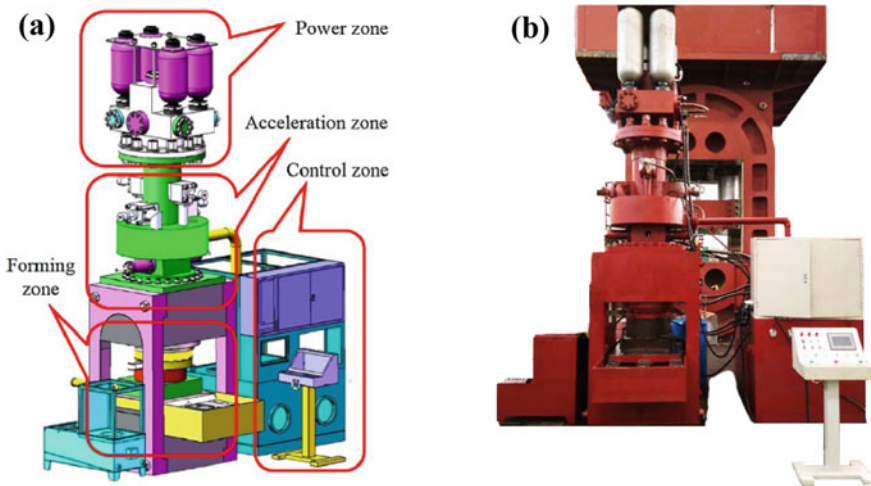 (a)
Power zone
Acceleration zone
Control zone
Forming
zone
(b)